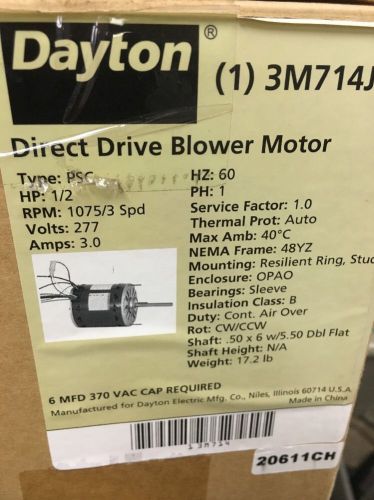 Dayton®
(1) 3M714J
Direct Drive Blower Motor
Type: PSC
HP: 1/2
RPM: 1075/3 Spd
Volts: 277
Amps: 3.0
HZ: 60
PH: 1
Service Factor: 1.0
Thermal Prot: Auto
Max Amb: 40°C
NEMA Frame: 48YZ
Mounting: Resilient Ring, Stud
Enclosure: OPAO
Bearings: Sleeve
Insulation Class: B
Duty: Cont. Air Over
Rot: CW/CCW
Shaft: .50 x 6 w/5.50 Dbl Flat
Shaft Height: N/A
Weight: 17.2 lb
6 MFD 370 VAC CAP REQUIRED
Manufactured for Dayton Electric Mfg. Co., Niles, Illinois 60714 U.S.A.
Made in China
13M714
20611CH